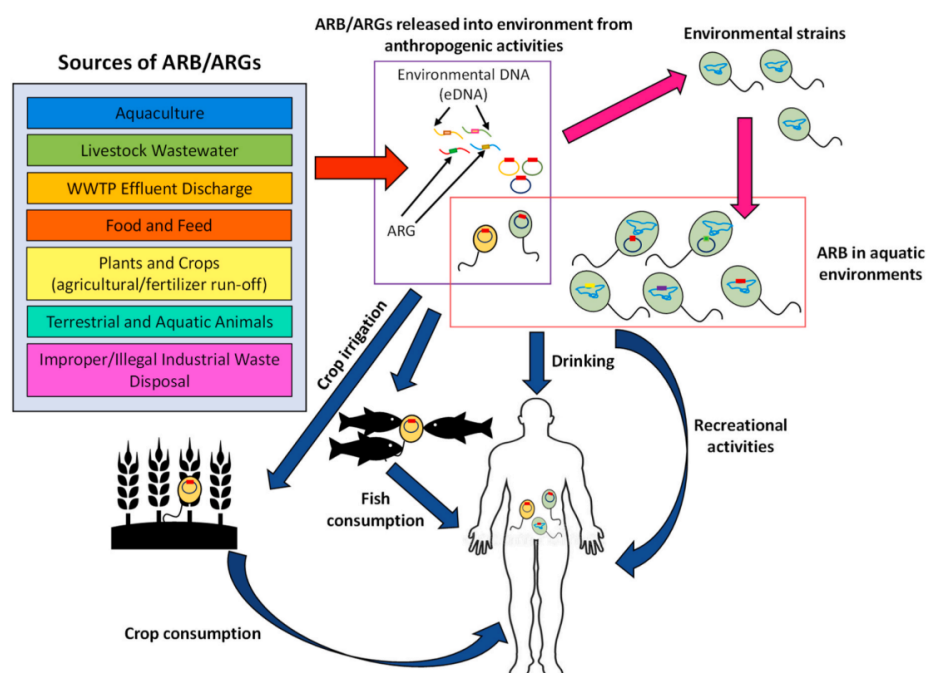 Sources of ARB/ARGs
Aquaculture
Livestock Wastewater
WWTP Effluent Discharge
Food and Feed
Plants and Crops
(agricultural/fertilizer run-off)
Terrestrial and Aquatic Animals
Improper/Illegal Industrial Waste
Disposal
ARB/ARGs released into environment from
anthropogenic activities
Environmental DNA
(eDNA)
ARG
Environmental strains
ARB in aquatic
environments
Crop irrigation
Drinking
Recreational
activities
Fish
consumption
Crop consumption